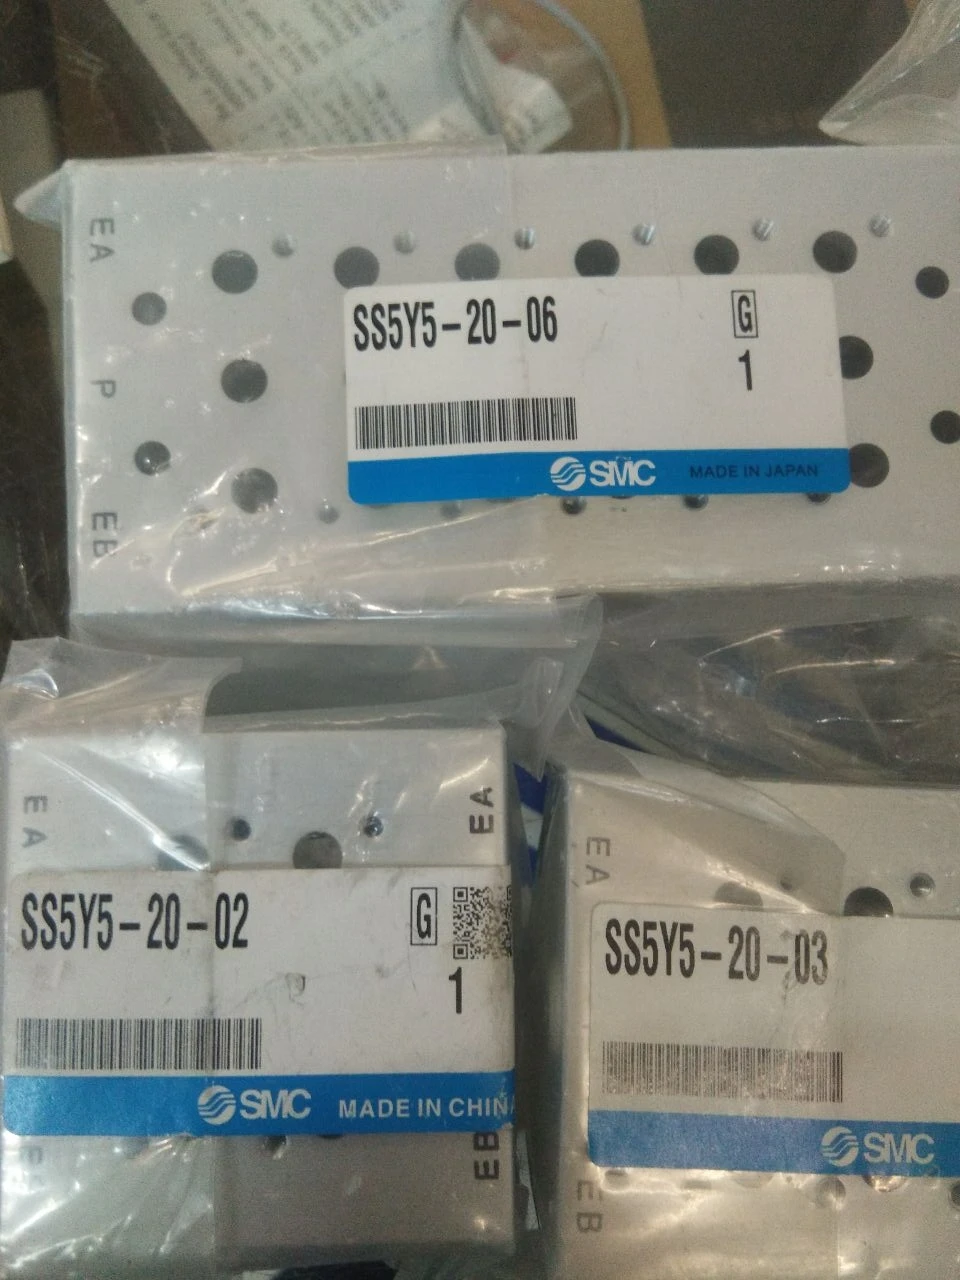 EA
P
EB
SS5Y5-20-06
G
1
SMC MADE IN JAPAN
EA
EA
SS5Y5-20-02
G
1
SMC MADE IN CHINA
EB
EA
SS5Y5-20-03
SMC
EB